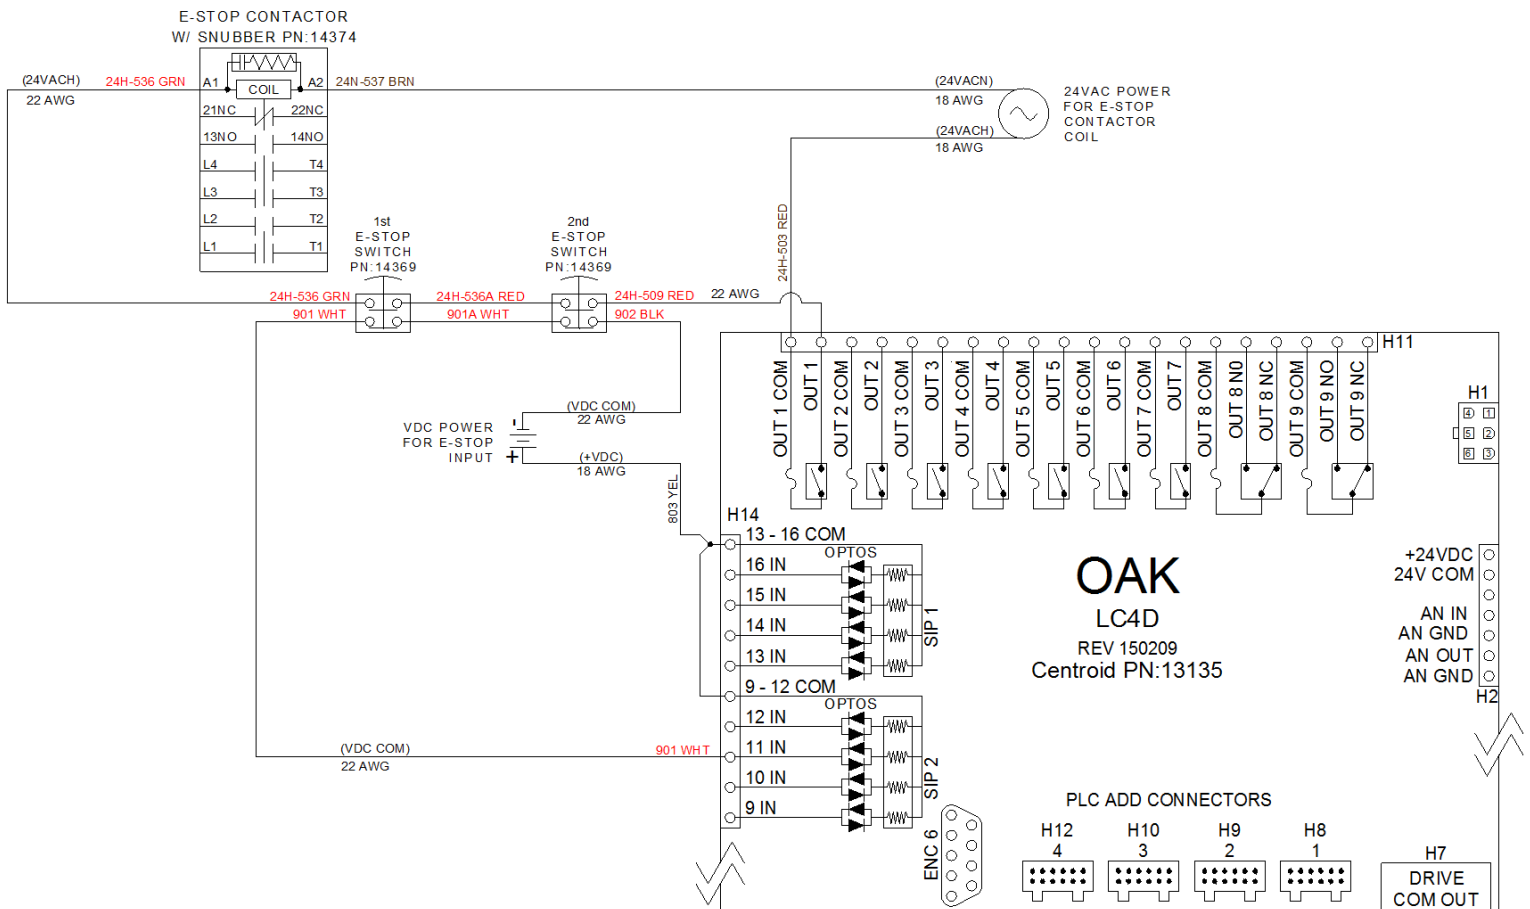 E-STOP CONTACTOR
W/ SNUBBER PN:14374
(24VACH)
24H-536 GRN
22 AWG
A1
COIL
A2
24N-537 BRN
21NC
22NC
13NO
14NO
L4
T4
L3
T3
L2
T2
L1
T1
(24VACN)
18 AWG
(24VACH)
18 AWG
24VAC POWER
FOR E-STOP
CONTACTOR
COIL
24H-503 RED
1st
E-STOP
SWITCH
PN:14369
2nd
E-STOP
SWITCH
PN:14369
24H-536 GRN
24H-536A RED
24H-509 RED
22 AWG
901 WHT
901A WHT
902 BLK
H11
OUT 1 COM
OUT 1
OUT 2 COM
OUT 2
OUT 3 COM
OUT 3
OUT 4 COM
OUT 4
OUT 5 COM
OUT 5
OUT 6 COM
OUT 6
OUT 7 COM
OUT 7
OUT 8 COM
OUT 8 N0
OUT 8 NC
OUT 9 COM
OUT 9 NO
OUT 9 NC
H1
4 1
5 2
6 3
(VDC COM)
22 AWG
VDC POWER
FOR E-STOP
INPUT
-
+
(+VDC)
18 AWG
803 YEL
H14
13 - 16 COM
OPTOS
16 IN
15 IN
14 IN
13 IN
SIP 1
9 - 12 COM
OPTOS
12 IN
11 IN
10 IN
9 IN
SIP 2
(VDC COM)
22 AWG
901 WHT
OAK
LC4D
REV 150209
Centroid PN:13135
+24VDC
24V COM
AN IN
AN GND
AN OUT
AN GND
H2
ENC 6
PLC ADD CONNECTORS
H12
4
H10
3
H9
2
H8
1
H7
DRIVE
COM OUT